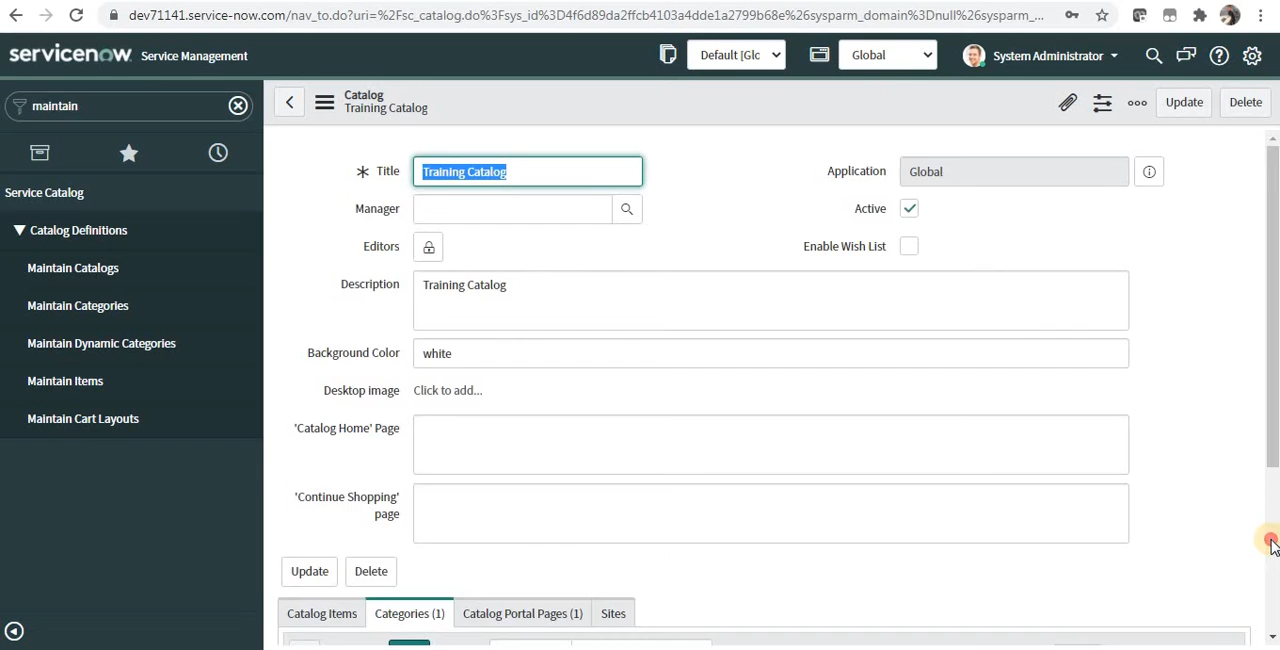 dev71141.service-now.com/nav_to.do?uri=%2Fsc_catalog.do%3Fsys_id%3D4f6d89da2ffcb4103a4dde1a2799b68e%26sysparm_domain%3Dnull%26sysparm_...
servicenow Service Management
Default [Glc
Global
System Administrator
maintain
Catalog
Training Catalog
Update
Delete
Service Catalog
Catalog Definitions
Maintain Catalogs
Maintain Categories
Maintain Dynamic Categories
Maintain Items
Maintain Cart Layouts
Title Training Catalog
Application Global
Manager
Active
Editors
Enable Wish List
Description Training Catalog
Background Color white
Desktop image Click to add...
'Catalog Home' Page
'Continue Shopping'
page
Update Delete
Catalog Items Categories (1) Catalog Portal Pages (1) Sites